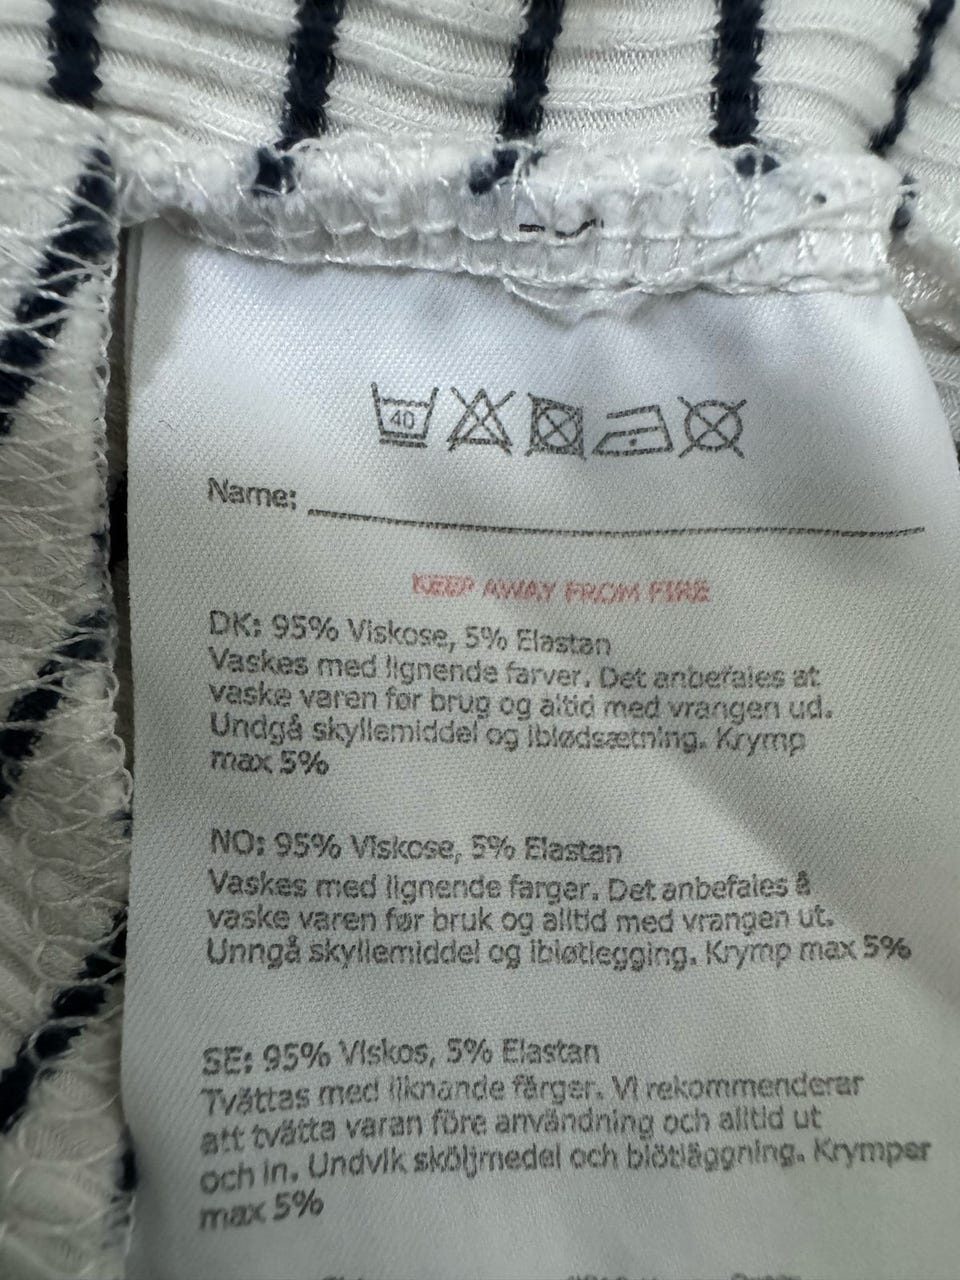 40
Name:
KEEP AWAY FROM FIRE
DK: 95% Viskose, 5% Elastan
Vaskes med lignende farver. Det anbefales at
vaske varen før brug og altid med vrangen ud.
Undgå skyllemiddel og iblødsætning. Krymp
max 5%
NO: 95% Viskose, 5% Elastan
Vaskes med lignende farger. Det anbefales å
vaske varen før bruk og alltid med vrangen ut.
Unngå skyllemiddel og ibløtlegging. Krymp max 5%
SE: 95% Viskos, 5% Elastan
Tvättas med liknande färger. Vi rekommenderar
att tvätta varan före användning och alltid ut
och in. Undvik sköljmedel och blötläggning. Krymper
max 5%